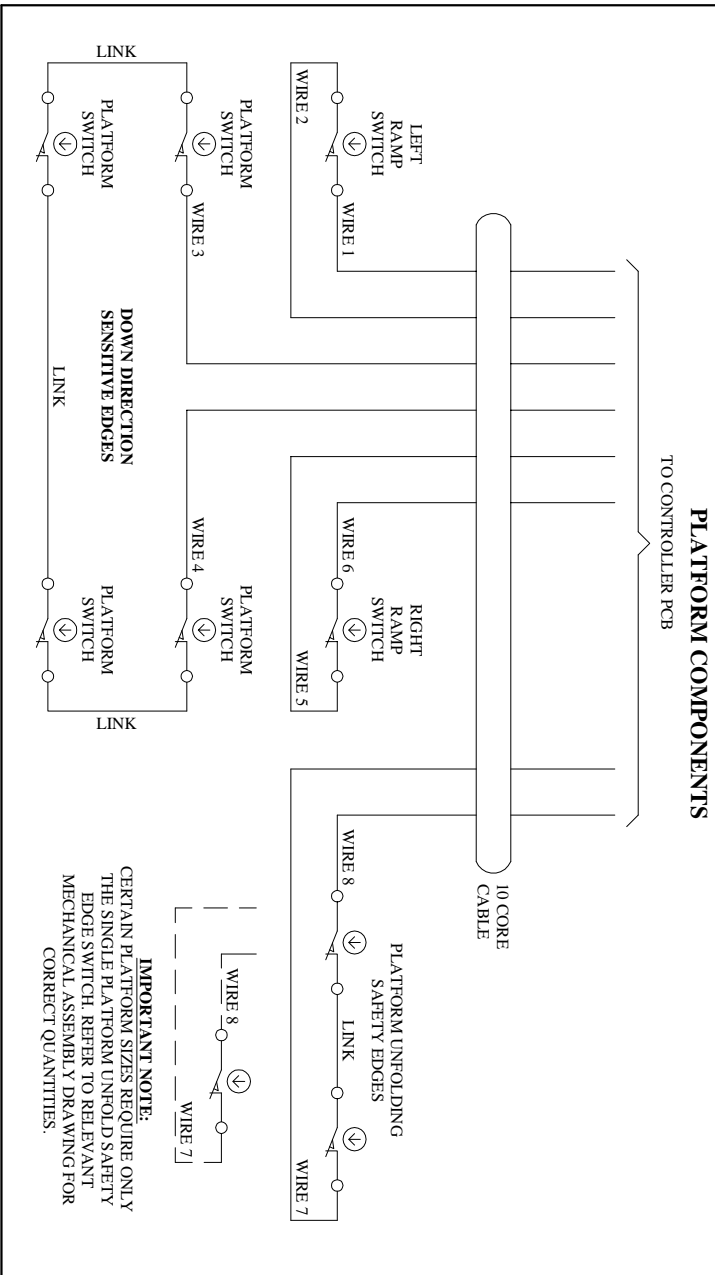 PLATFORM COMPONENTS
TO CONTROLLER PCB
10 CORE
CABLE
LEFT
RAMP
SWITCH
WIRE 1
WIRE 2
RIGHT
RAMP
SWITCH
WIRE 6
WIRE 5
PLATFORM UNFOLDING
SAFETY EDGES
WIRE 8
LINK
WIRE 7
PLATFORM
SWITCH
WIRE 3
PLATFORM
SWITCH
WIRE 4
LINK
LINK
DOWN DIRECTION
SENSITIVE EDGES
PLATFORM
SWITCH
LINK
PLATFORM
SWITCH
WIRE 8
WIRE 7
IMPORTANT NOTE:
CERTAIN PLATFORM SIZES REQUIRE ONLY
THE SINGLE PLATFORM UNFOLD SAFETY
EDGE SWITCH. REFER TO RELEVANT
MECHANICAL ASSEMBLY DRAWING FOR
CORRECT QUANTITIES.